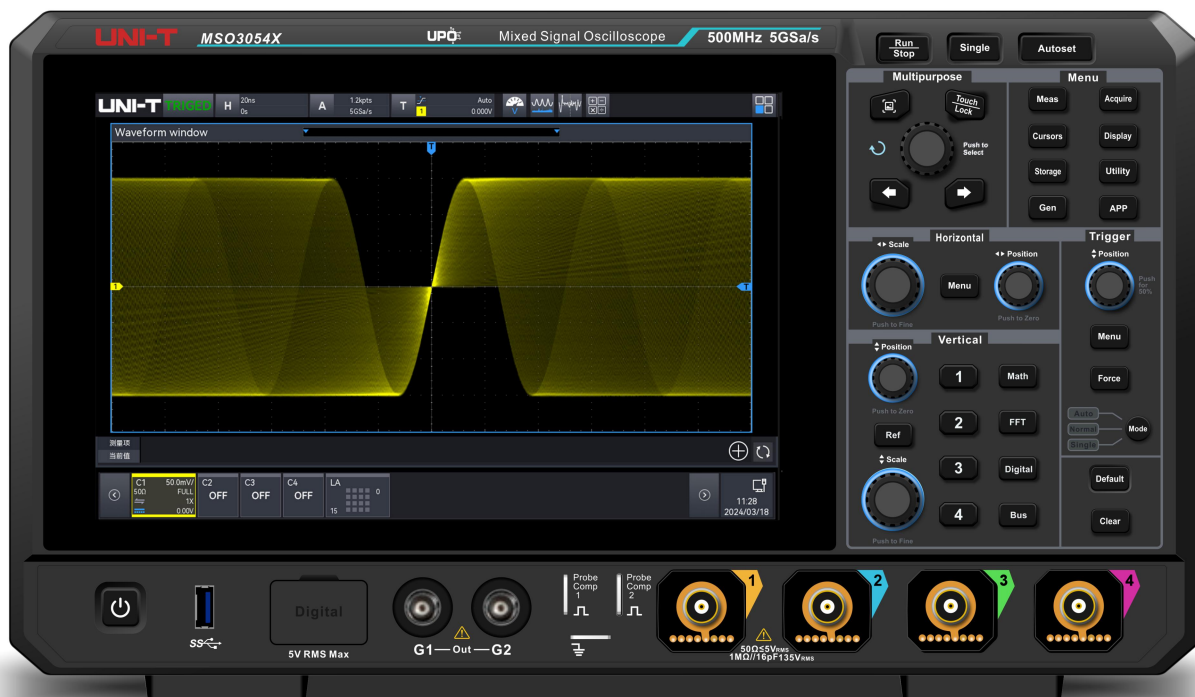 UNI-T MSO3054X UPO Mixed Signal Oscilloscope 500MHz 5GSa/s
UNI-T TRIGED H 20ns 0s A 1.2kpts 5GSa/s T 1 Auto 0.000V
Waveform window
T
1
T
测量项
当前值
C1 50.0mV/
50Ω FULL
1X
0.00V
C2
OFF
C3
OFF
C4
OFF
LA
0
15
11:28
2024/03/18
Run
Stop
Single
Autoset
Multipurpose
Touch
Lock
Push to
Select
Menu
Meas
Acquire
Cursors
Display
Storage
Utility
Gen
APP
Horizontal
Scale
Push to Fine
Menu
Position
Push to Zero
Trigger
Position
Push
for
50%
Menu
Force
Auto
Normal
Single
Mode
Vertical
Position
Push to Zero
Ref
Scale
Push to Fine
1
Math
2
FFT
3
Digital
4
Bus
Default
Clear
SS
Digital
5V RMS Max
G1 Out G2
Probe
Comp
1
Probe
Comp
2
1
2
3
4
50Ω≤5VRMS
1MΩ//16pF135VRMS